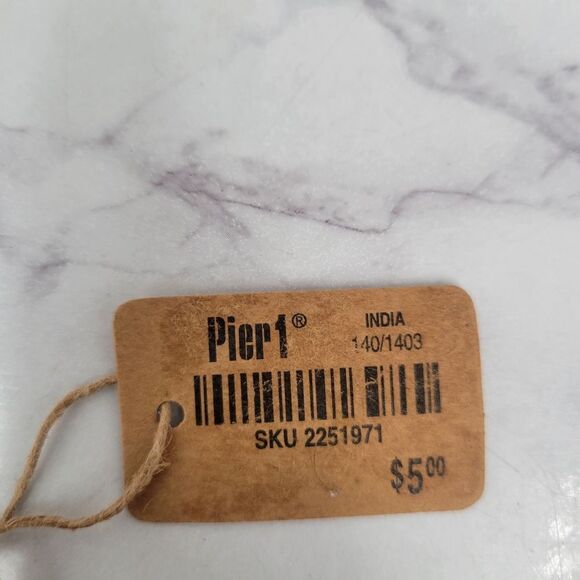 Pier1®
INDIA
140/1403
SKU 2251971
$5.00